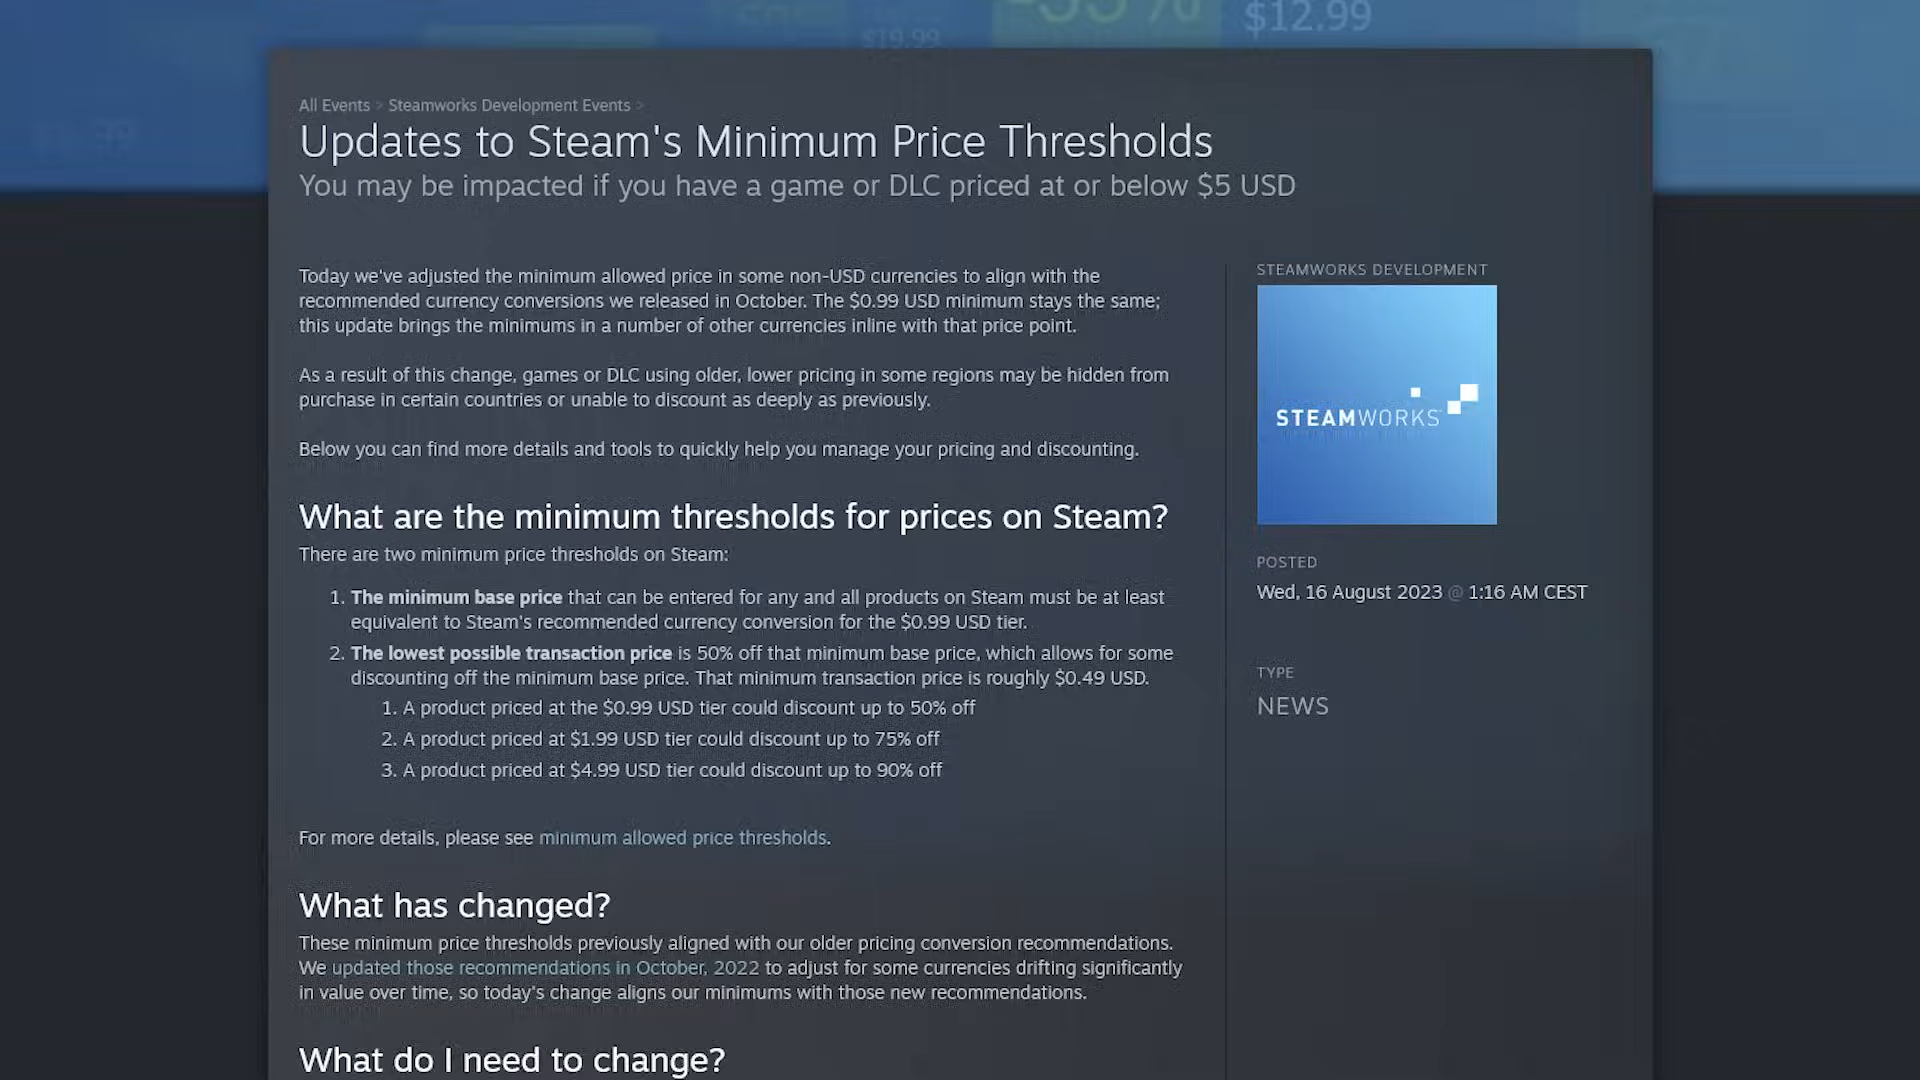 $19.99
$12.99
All Events > Steamworks Development Events >
Updates to Steam's Minimum Price Thresholds
You may be impacted if you have a game or DLC priced at or below $5 USD
Today we've adjusted the minimum allowed price in some non-USD currencies to align with the
recommended currency conversions we released in October. The $0.99 USD minimum stays the same;
this update brings the minimums in a number of other currencies inline with that price point.
As a result of this change, games or DLC using older, lower pricing in some regions may be hidden from
purchase in certain countries or unable to discount as deeply as previously.
Below you can find more details and tools to quickly help you manage your pricing and discounting.
What are the minimum thresholds for prices on Steam?
There are two minimum price thresholds on Steam:
1. The minimum base price that can be entered for any and all products on Steam must be at least
equivalent to Steam's recommended currency conversion for the $0.99 USD tier.
2. The lowest possible transaction price is 50% off that minimum base price, which allows for some
discounting off the minimum base price. That minimum transaction price is roughly $0.49 USD.
1. A product priced at the $0.99 USD tier could discount up to 50% off
2. A product priced at $1.99 USD tier could discount up to 75% off
3. A product priced at $4.99 USD tier could discount up to 90% off
For more details, please see minimum allowed price thresholds.
What has changed?
These minimum price thresholds previously aligned with our older pricing conversion recommendations.
We updated those recommendations in October, 2022 to adjust for some currencies drifting significantly
in value over time, so today's change aligns our minimums with those new recommendations.
What do I need to change?
STEAMWORKS DEVELOPMENT
STEAMWORKS
POSTED
Wed, 16 August 2023 @ 1:16 AM CEST
TYPE
NEWS